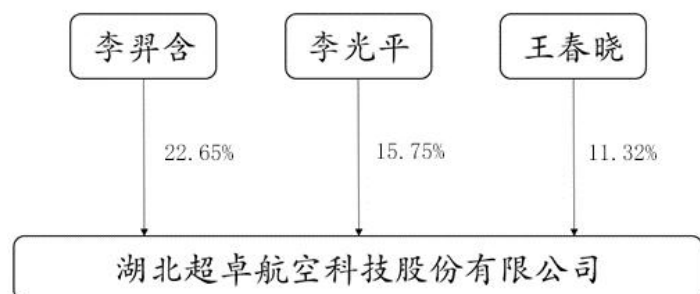 李羿含 李光平 王春晓
22.65% 15.75% 11.32%
湖北超卓航空科技股份有限公司